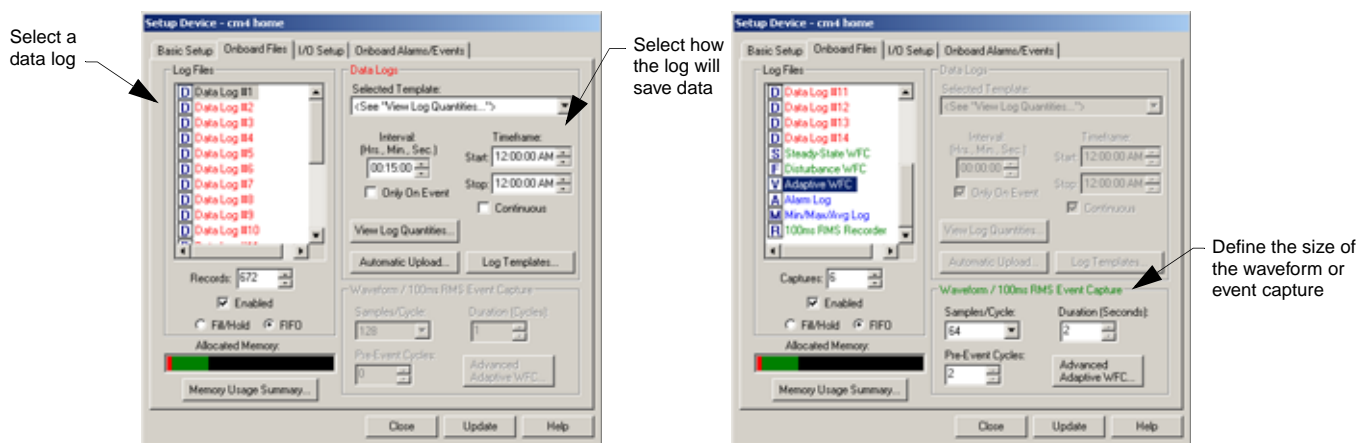 Select a
data log
Setup Device - cm4 home
Basic Setup Onboard Files I/O Setup Onboard Alarms/Events
Log Files
D Data Log #1
D Data Log #2
D Data Log #3
D Data Log #4
D Data Log #5
D Data Log #6
D Data Log #7
D Data Log #8
D Data Log #9
D Data Log #10
Records: 672
Enabled
Fill/Hold FIFO
Allocated Memory:
Memory Usage Summary...
Data Logs
Selected Template:
<See "View Log Quantities...">
Interval
(Hrs., Min., Sec.)
00:15:00
Only On Event
Timeframe:
Start: 12:00:00 AM
Stop: 12:00:00 AM
Continuous
View Log Quantities...
Automatic Upload... Log Templates...
Waveform / 100ms RMS Event Capture
Samples/Cycle: Duration (Cycles)
128 1
Pre-Event Cycles:
0
Advanced
Adaptive WFC...
Close Update Help
Select how
the log will
save data
Setup Device - cm4 home
Basic Setup Onboard Files I/O Setup Onboard Alarms/Events
Log Files
D Data Log #11
D Data Log #12
D Data Log #13
D Data Log #14
S Steady-State WFC
F Disturbance WFC
V Adaptive WFC
A Alarm Log
M Min/Max/Avg Log
R 100ms RMS Recorder
Captures: 6
Enabled
Fill/Hold FIFO
Allocated Memory:
Memory Usage Summary...
Data Logs
Selected Template:
<See "View Log Quantities...">
Interval
(Hrs., Min., Sec.)
00:00:00
Only On Event
Timeframe:
Start: 12:00:00 AM
Stop: 12:00:00 AM
Continuous
View Log Quantities...
Automatic Upload... Log Templates...
Waveform / 100ms RMS Event Capture
Samples/Cycle: Duration (Seconds):
64 2
Pre-Event Cycles:
2
Advanced
Adaptive WFC...
Close Update Help
Define the size of
the waveform or
event capture